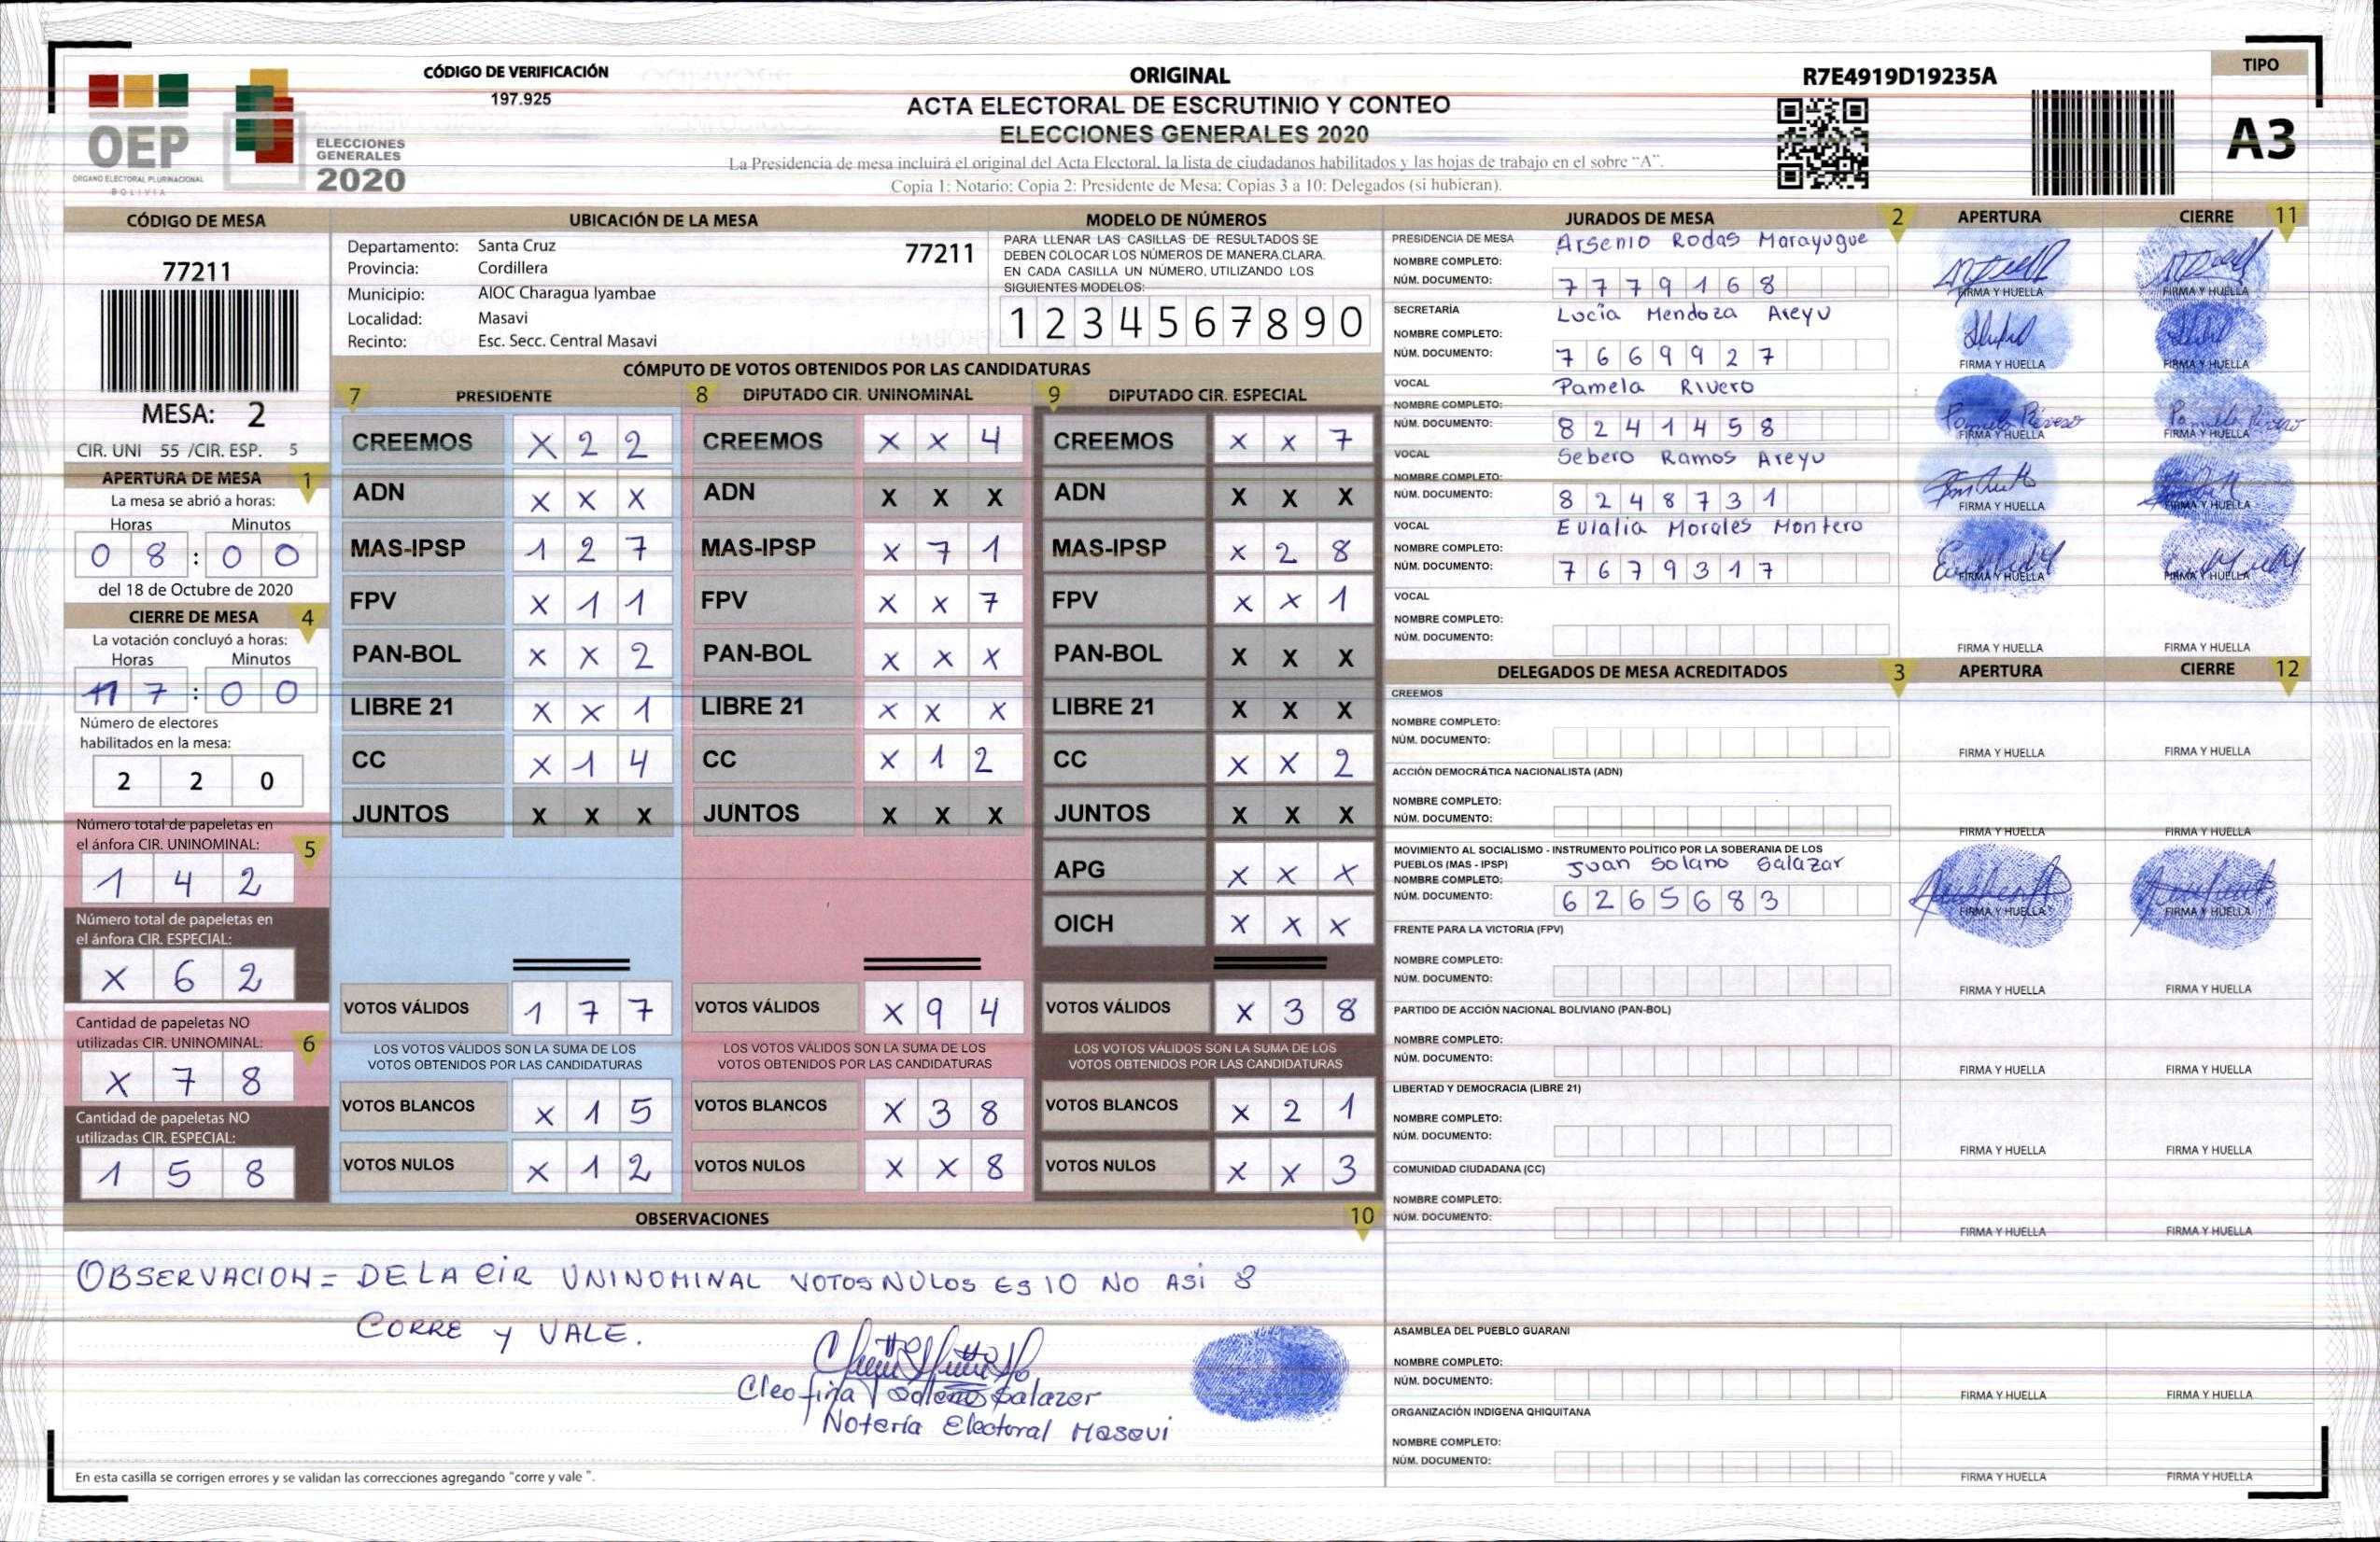 CÓDIGO DE VERIFICACIÓN
197.925
OEP
ÓRGANO ELECTORAL PLURINACIONAL
BOLIVIA
ELECCIONES
GENERALES
2020
ORIGINAL
ACTA ELECTORAL DE ESCRUTINIO Y CONTEO
ELECCIONES GENERALES 2020
La Presidencia de mesa incluirá el original del Acta Electoral, la lista de ciudadanos habilitados y las hojas de trabajo en el sobre “A”.
Copia 1: Notario; Copia 2: Presidente de Mesa; Copias 3 a 10: Delegados (si hubieran).
R7E4919D19235A
TIPO
A3
CÓDIGO DE MESA
77211
MESA: 2
CIR. UNI 55 /CIR. ESP. 5
APERTURA DE MESA 1
La mesa se abrió a horas:
Horas Minutos
0 8 : 0 0
del 18 de Octubre de 2020
CIERRE DE MESA 4
La votación concluyó a horas:
Horas Minutos
1 7 : 0 0
Número de electores
habilitados en la mesa:
2 2 0
Número total de papeletas en
el ánfora CIR. UNINOMINAL: 5
1 4 2
Número total de papeletas en
el ánfora CIR. ESPECIAL:
X 6 2
Cantidad de papeletas NO
utilizadas CIR. UNINOMINAL: 6
X 7 8
Cantidad de papeletas NO
utilizadas CIR. ESPECIAL:
1 5 8
UBICACIÓN DE LA MESA
Departamento: Santa Cruz 77211
Provincia: Cordillera
Municipio: AIOC Charagua Iyambae
Localidad: Masavi
Recinto: Esc. Secc. Central Masavi
MODELO DE NÚMEROS
PARA LLENAR LAS CASILLAS DE RESULTADOS SE
DEBEN COLOCAR LOS NÚMEROS DE MANERA CLARA.
EN CADA CASILLA UN NÚMERO, UTILIZANDO LOS
SIGUIENTES MODELOS:
1 2 3 4 5 6 7 8 9 0
CÓMPUTO DE VOTOS OBTENIDOS POR LAS CANDIDATURAS
7 PRESIDENTE
CREEMOS X 2 2
ADN X X X
MAS-IPSP 1 2 7
FPV X 1 1
PAN-BOL X X 2
LIBRE 21 X X 1
CC X 1 4
JUNTOS X X X
VOTOS VÁLIDOS 1 7 7
LOS VOTOS VÁLIDOS SON LA SUMA DE LOS
VOTOS OBTENIDOS POR LAS CANDIDATURAS
VOTOS BLANCOS X 1 5
VOTOS NULOS X 1 2
8 DIPUTADO CIR. UNINOMINAL
CREEMOS X X 4
ADN X X X
MAS-IPSP X 7 1
FPV X X 7
PAN-BOL X X X
LIBRE 21 X X X
CC X 1 2
JUNTOS X X X
VOTOS VÁLIDOS X 9 4
LOS VOTOS VÁLIDOS SON LA SUMA DE LOS
VOTOS OBTENIDOS POR LAS CANDIDATURAS
VOTOS BLANCOS X 3 8
VOTOS NULOS X X 8
9 DIPUTADO CIR. ESPECIAL
CREEMOS X X 7
ADN X X X
MAS-IPSP X 2 8
FPV X X 1
PAN-BOL X X X
LIBRE 21 X X X
CC X X 2
JUNTOS X X X
APG X X X
OICH X X X
VOTOS VÁLIDOS X 3 8
LOS VOTOS VÁLIDOS SON LA SUMA DE LOS
VOTOS OBTENIDOS POR LAS CANDIDATURAS
VOTOS BLANCOS X 2 1
VOTOS NULOS X X 3
OBSERVACIONES 10
OBSERVACION = DE LA CIR UNINOMINAL VOTOS NULOS ES 10 NO ASI 8
CORRE Y VALE.
Cleofina Salazar
Notería Electoral Masavi
En esta casilla se corrigen errores y se validan las correcciones agregando "corre y vale ".
JURADOS DE MESA 2 APERTURA CIERRE 11
PRESIDENCIA DE MESA Arsenio Rodas Marayugue
NOMBRE COMPLETO:
NÚM. DOCUMENTO: 7 7 7 9 1 6 8
FIRMA Y HUELLA FIRMA Y HUELLA
SECRETARÍA Lucía Mendoza Areyu
NOMBRE COMPLETO:
NÚM. DOCUMENTO: 7 6 6 9 9 2 7
FIRMA Y HUELLA FIRMA Y HUELLA
VOCAL Pamela Rivero
NOMBRE COMPLETO:
NÚM. DOCUMENTO: 8 2 4 1 4 5 8
Pamela Rivero Pamela Rivero
FIRMA Y HUELLA FIRMA Y HUELLA
VOCAL Sebero Ramos Areyu
NOMBRE COMPLETO:
NÚM. DOCUMENTO: 8 2 4 8 7 3 1
FIRMA Y HUELLA FIRMA Y HUELLA
VOCAL Eulalia Morales Montero
NOMBRE COMPLETO:
NÚM. DOCUMENTO: 7 6 7 9 3 1 7
FIRMA Y HUELLA FIRMA Y HUELLA
VOCAL
NOMBRE COMPLETO:
NÚM. DOCUMENTO:
FIRMA Y HUELLA FIRMA Y HUELLA
DELEGADOS DE MESA ACREDITADOS 3 APERTURA CIERRE 12
CREEMOS
NOMBRE COMPLETO:
NÚM. DOCUMENTO:
FIRMA Y HUELLA FIRMA Y HUELLA
ACCIÓN DEMOCRÁTICA NACIONALISTA (ADN)
NOMBRE COMPLETO:
NÚM. DOCUMENTO:
FIRMA Y HUELLA FIRMA Y HUELLA
MOVIMIENTO AL SOCIALISMO - INSTRUMENTO POLÍTICO POR LA SOBERANIA DE LOS
PUEBLOS (MAS - IPSP) Juan Solano Salazar
NOMBRE COMPLETO:
NÚM. DOCUMENTO: 6 2 6 5 6 8 3
FIRMA Y HUELLA FIRMA Y HUELLA
FRENTE PARA LA VICTORIA (FPV)
NOMBRE COMPLETO:
NÚM. DOCUMENTO:
FIRMA Y HUELLA FIRMA Y HUELLA
PARTIDO DE ACCIÓN NACIONAL BOLIVIANO (PAN-BOL)
NOMBRE COMPLETO:
NÚM. DOCUMENTO:
FIRMA Y HUELLA FIRMA Y HUELLA
LIBERTAD Y DEMOCRACIA (LIBRE 21)
NOMBRE COMPLETO:
NÚM. DOCUMENTO:
FIRMA Y HUELLA FIRMA Y HUELLA
COMUNIDAD CIUDADANA (CC)
NOMBRE COMPLETO:
NÚM. DOCUMENTO:
FIRMA Y HUELLA FIRMA Y HUELLA
ASAMBLEA DEL PUEBLO GUARANI
NOMBRE COMPLETO:
NÚM. DOCUMENTO:
FIRMA Y HUELLA FIRMA Y HUELLA
ORGANIZACIÓN INDIGENA QHIQUITANA
NOMBRE COMPLETO:
NÚM. DOCUMENTO:
FIRMA Y HUELLA FIRMA Y HUELLA